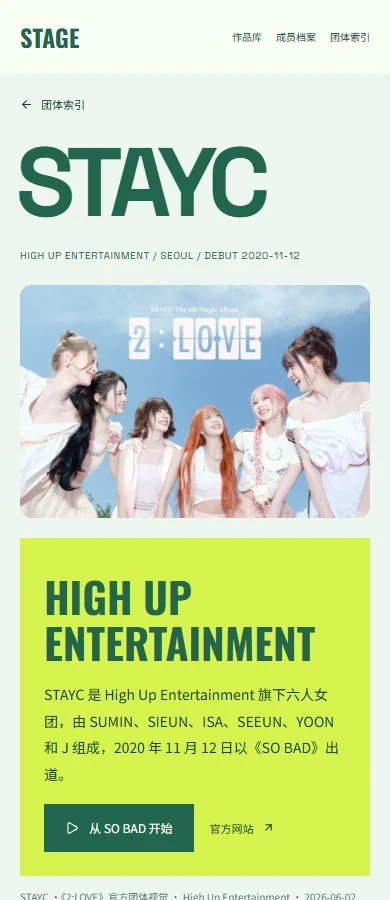 STAGE
作品库 成员档案 团体索引
← 团体索引
STAYC
HIGH UP ENTERTAINMENT / SEOUL / DEBUT 2020-11-12
STAYC The 6th Single Album
2:LOVE
HIGH UP
ENTERTAINMENT
STAYC 是 High Up Entertainment 旗下六人女
团，由 SUMIN、SIEUN、ISA、SEEUN、YOON
和 J 组成，2020 年 11 月 12 日以《SO BAD》出
道。
从 SO BAD 开始
官方网站 ↗
STAYC · 《2:LOVE》官方团体视觉 · High Up Entertainment · 2026-06-02